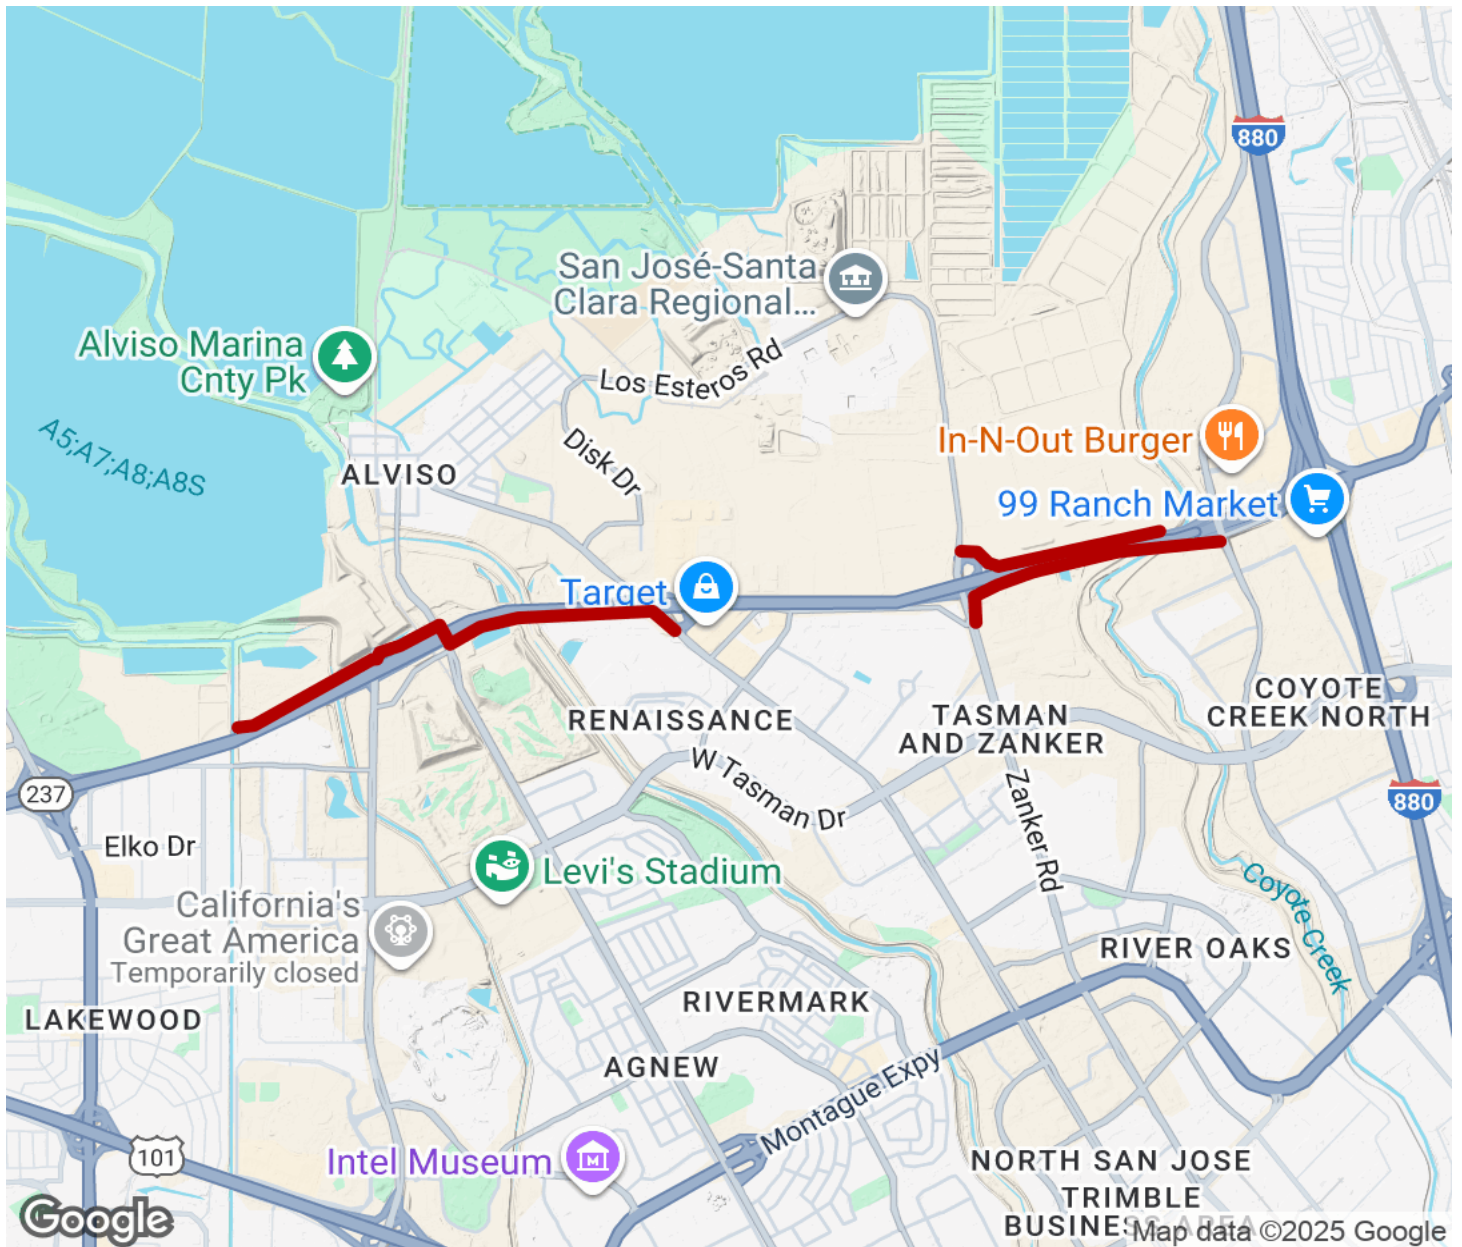 880
San José-Santa
Clara Regional...
Alviso Marina
Cnty Pk
Los Esteros Rd
A5;A7;A8;A8S
ALVISO
Disk Dr
In-N-Out Burger
99 Ranch Market
Target
COYOTE
CREEK NORTH
RENAISSANCE
TASMAN
AND ZANKER
W Tasman Dr
237
880
Zanker Rd
Elko Dr
Levi's Stadium
Coyote Creek
California's
Great America
Temporarily closed
RIVER OAKS
LAKEWOOD
RIVERMARK
AGNEW
Montague Expy
101
Intel Museum
NORTH SAN JOSE
TRIMBLE
BUSINESS AREA
Google
Map data ©2025 Google